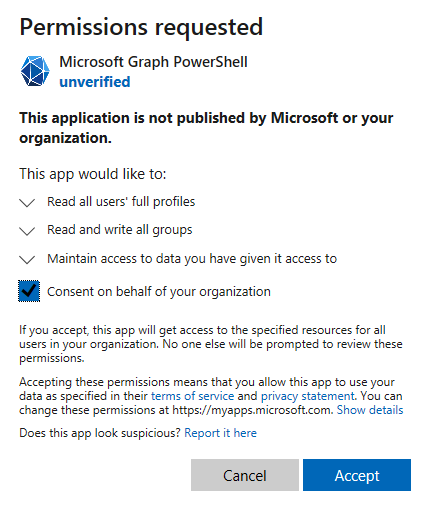 Permissions requested
Microsoft Graph PowerShell
unverified
This application is not published by Microsoft or your
organization.
This app would like to:
Read all users' full profiles
Read and write all groups
Maintain access to data you have given it access to
Consent on behalf of your organization
If you accept, this app will get access to the specified resources for all
users in your organization. No one else will be prompted to review these
permissions.
Accepting these permissions means that you allow this app to use your
data as specified in their terms of service and privacy statement. You can
change these permissions at https://myapps.microsoft.com. Show details
Does this app look suspicious? Report it here
Cancel
Accept